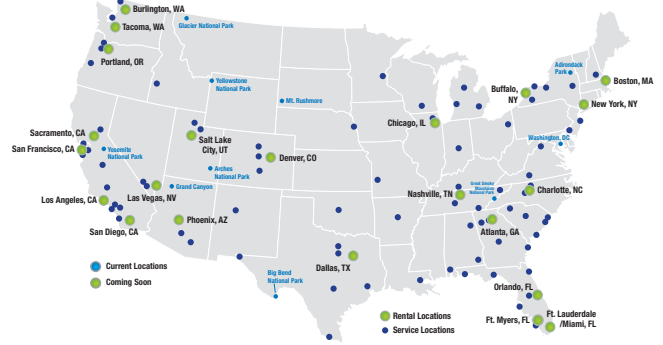 Burlington, WA
Tacoma, WA
Glacier National Park
Portland, OR
Yellowstone
National Park
Mt. Rushmore
Adirondack
Park
Boston, MA
Buffalo,
NY
New York, NY
Chicago, IL
Sacramento, CA
San Francisco, CA
Yosemite
National Park
Salt Lake
City, UT
Denver, CO
Washington, DC
Arches
National Park
Grand Canyon
Las Vegas, NV
Los Angeles, CA
San Diego, CA
Phoenix, AZ
Nashville, TN
Great Smoky
Mountains
National Park
Charlotte, NC
Atlanta, GA
Dallas, TX
Big Bend
National Park
Orlando, FL
Ft. Myers, FL
Ft. Lauderdale
/Miami, FL
Current Locations
Coming Soon
Rental Locations
Service Locations